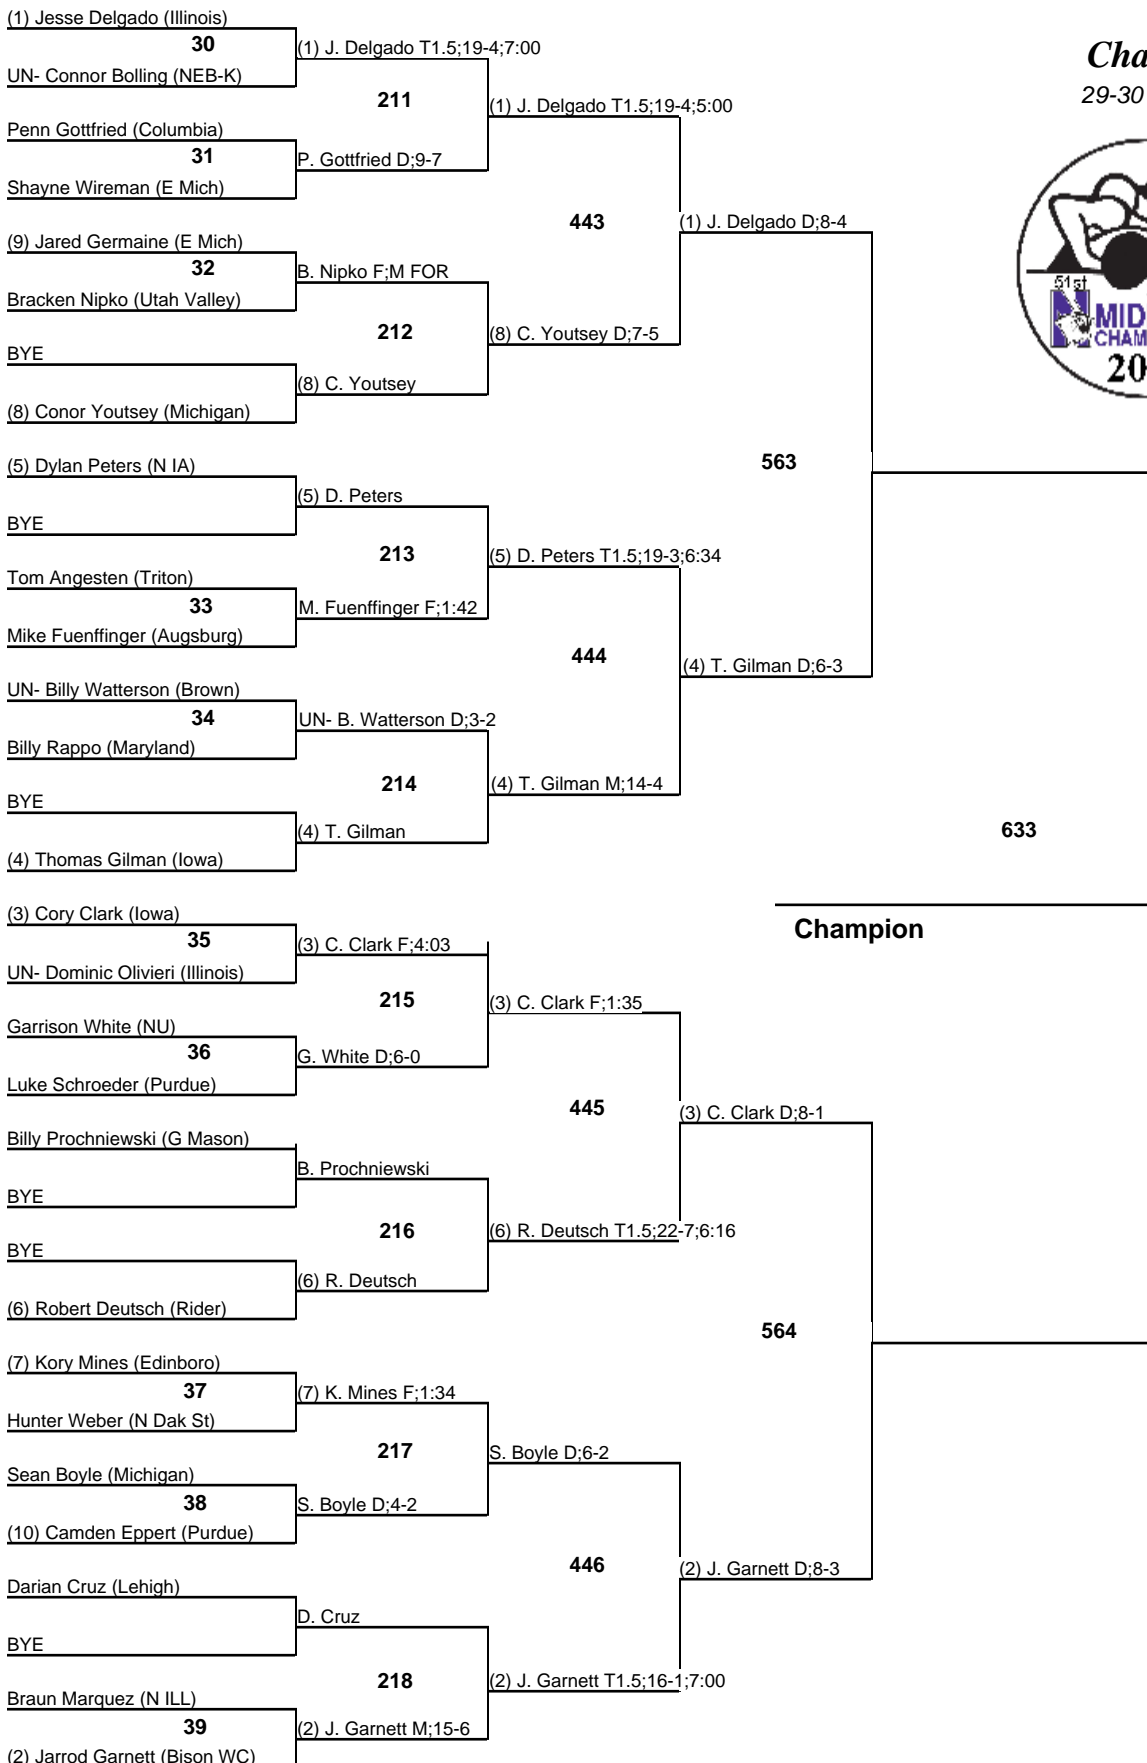 (1) Jesse Delgado (Illinois)
30
UN- Connor Bolling (NEB-K)
Penn Gottfried (Columbia)
31
Shayne Wireman (E Mich)
(9) Jared Germaine (E Mich)
32
Bracken Nipko (Utah Valley)
BYE
(8) Conor Youtsey (Michigan)
(5) Dylan Peters (N IA)
BYE
Tom Angesten (Triton)
33
Mike Fuenffinger (Augsburg)
UN- Billy Watterson (Brown)
34
Billy Rappo (Maryland)
BYE
(4) Thomas Gilman (Iowa)
(3) Cory Clark (Iowa)
35
UN- Dominic Olivieri (Illinois)
Garrison White (NU)
36
Luke Schroeder (Purdue)
Billy Prochniewski (G Mason)
BYE
BYE
(6) Robert Deutsch (Rider)
(7) Kory Mines (Edinboro)
37
Hunter Weber (N Dak St)
Sean Boyle (Michigan)
38
(10) Camden Eppert (Purdue)
Darian Cruz (Lehigh)
BYE
Braun Marquez (N ILL)
39
(2) Jarrod Garnett (Bison WC)
(1) J. Delgado T1.5;19-4;7:00
211
P. Gottfried D;9-7
B. Nipko F;M FOR
212
(8) C. Youtsey
(5) D. Peters
213
M. Fuenffinger F;1:42
UN- B. Watterson D;3-2
214
(4) T. Gilman
(3) C. Clark F;4:03
215
G. White D;6-0
B. Prochniewski
216
(6) R. Deutsch
(7) K. Mines F;1:34
217
S. Boyle D;4-2
D. Cruz
218
(2) J. Garnett M;15-6
(1) J. Delgado T1.5;19-4;5:00
443
(8) C. Youtsey D;7-5
(5) D. Peters T1.5;19-3;6:34
444
(4) T. Gilman M;14-4
(3) C. Clark F;1:35
445
(6) R. Deutsch T1.5;22-7;6:16
S. Boyle D;6-2
446
(2) J. Garnett T1.5;16-1;7:00
(1) J. Delgado D;8-4
563
(4) T. Gilman D;6-3
(3) C. Clark D;8-1
564
(2) J. Garnett D;8-3
633
Champion
Cha
29-30
51st
N
MID
CHAM
20